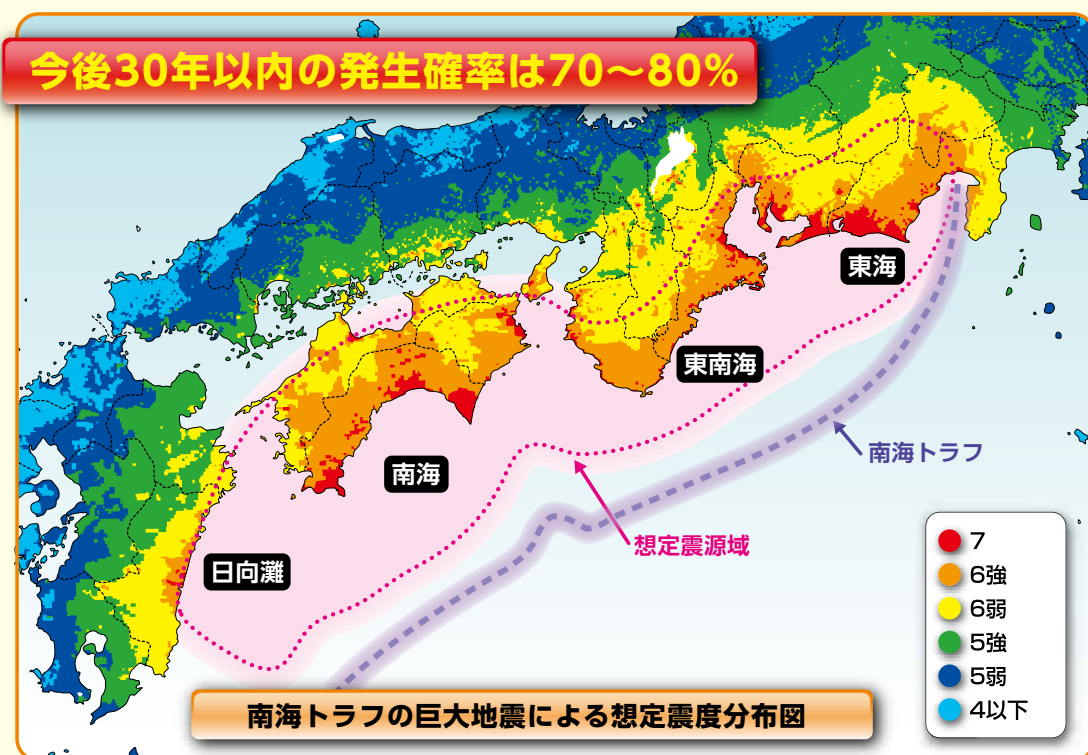 今後30年以内の発生確率は70～80%
東海
東南海
南海トラフ
南海
想定震源域
日向灘
7
6強
6弱
5強
5弱
4以下
南海トラフの巨大地震による想定震度分布図